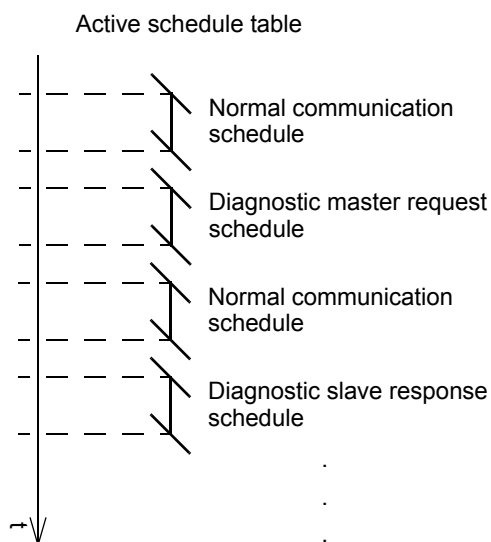 Active schedule table
Normal communication
schedule
Diagnostic master request
schedule
Normal communication
schedule
Diagnostic slave response
schedule
.
.
.
t